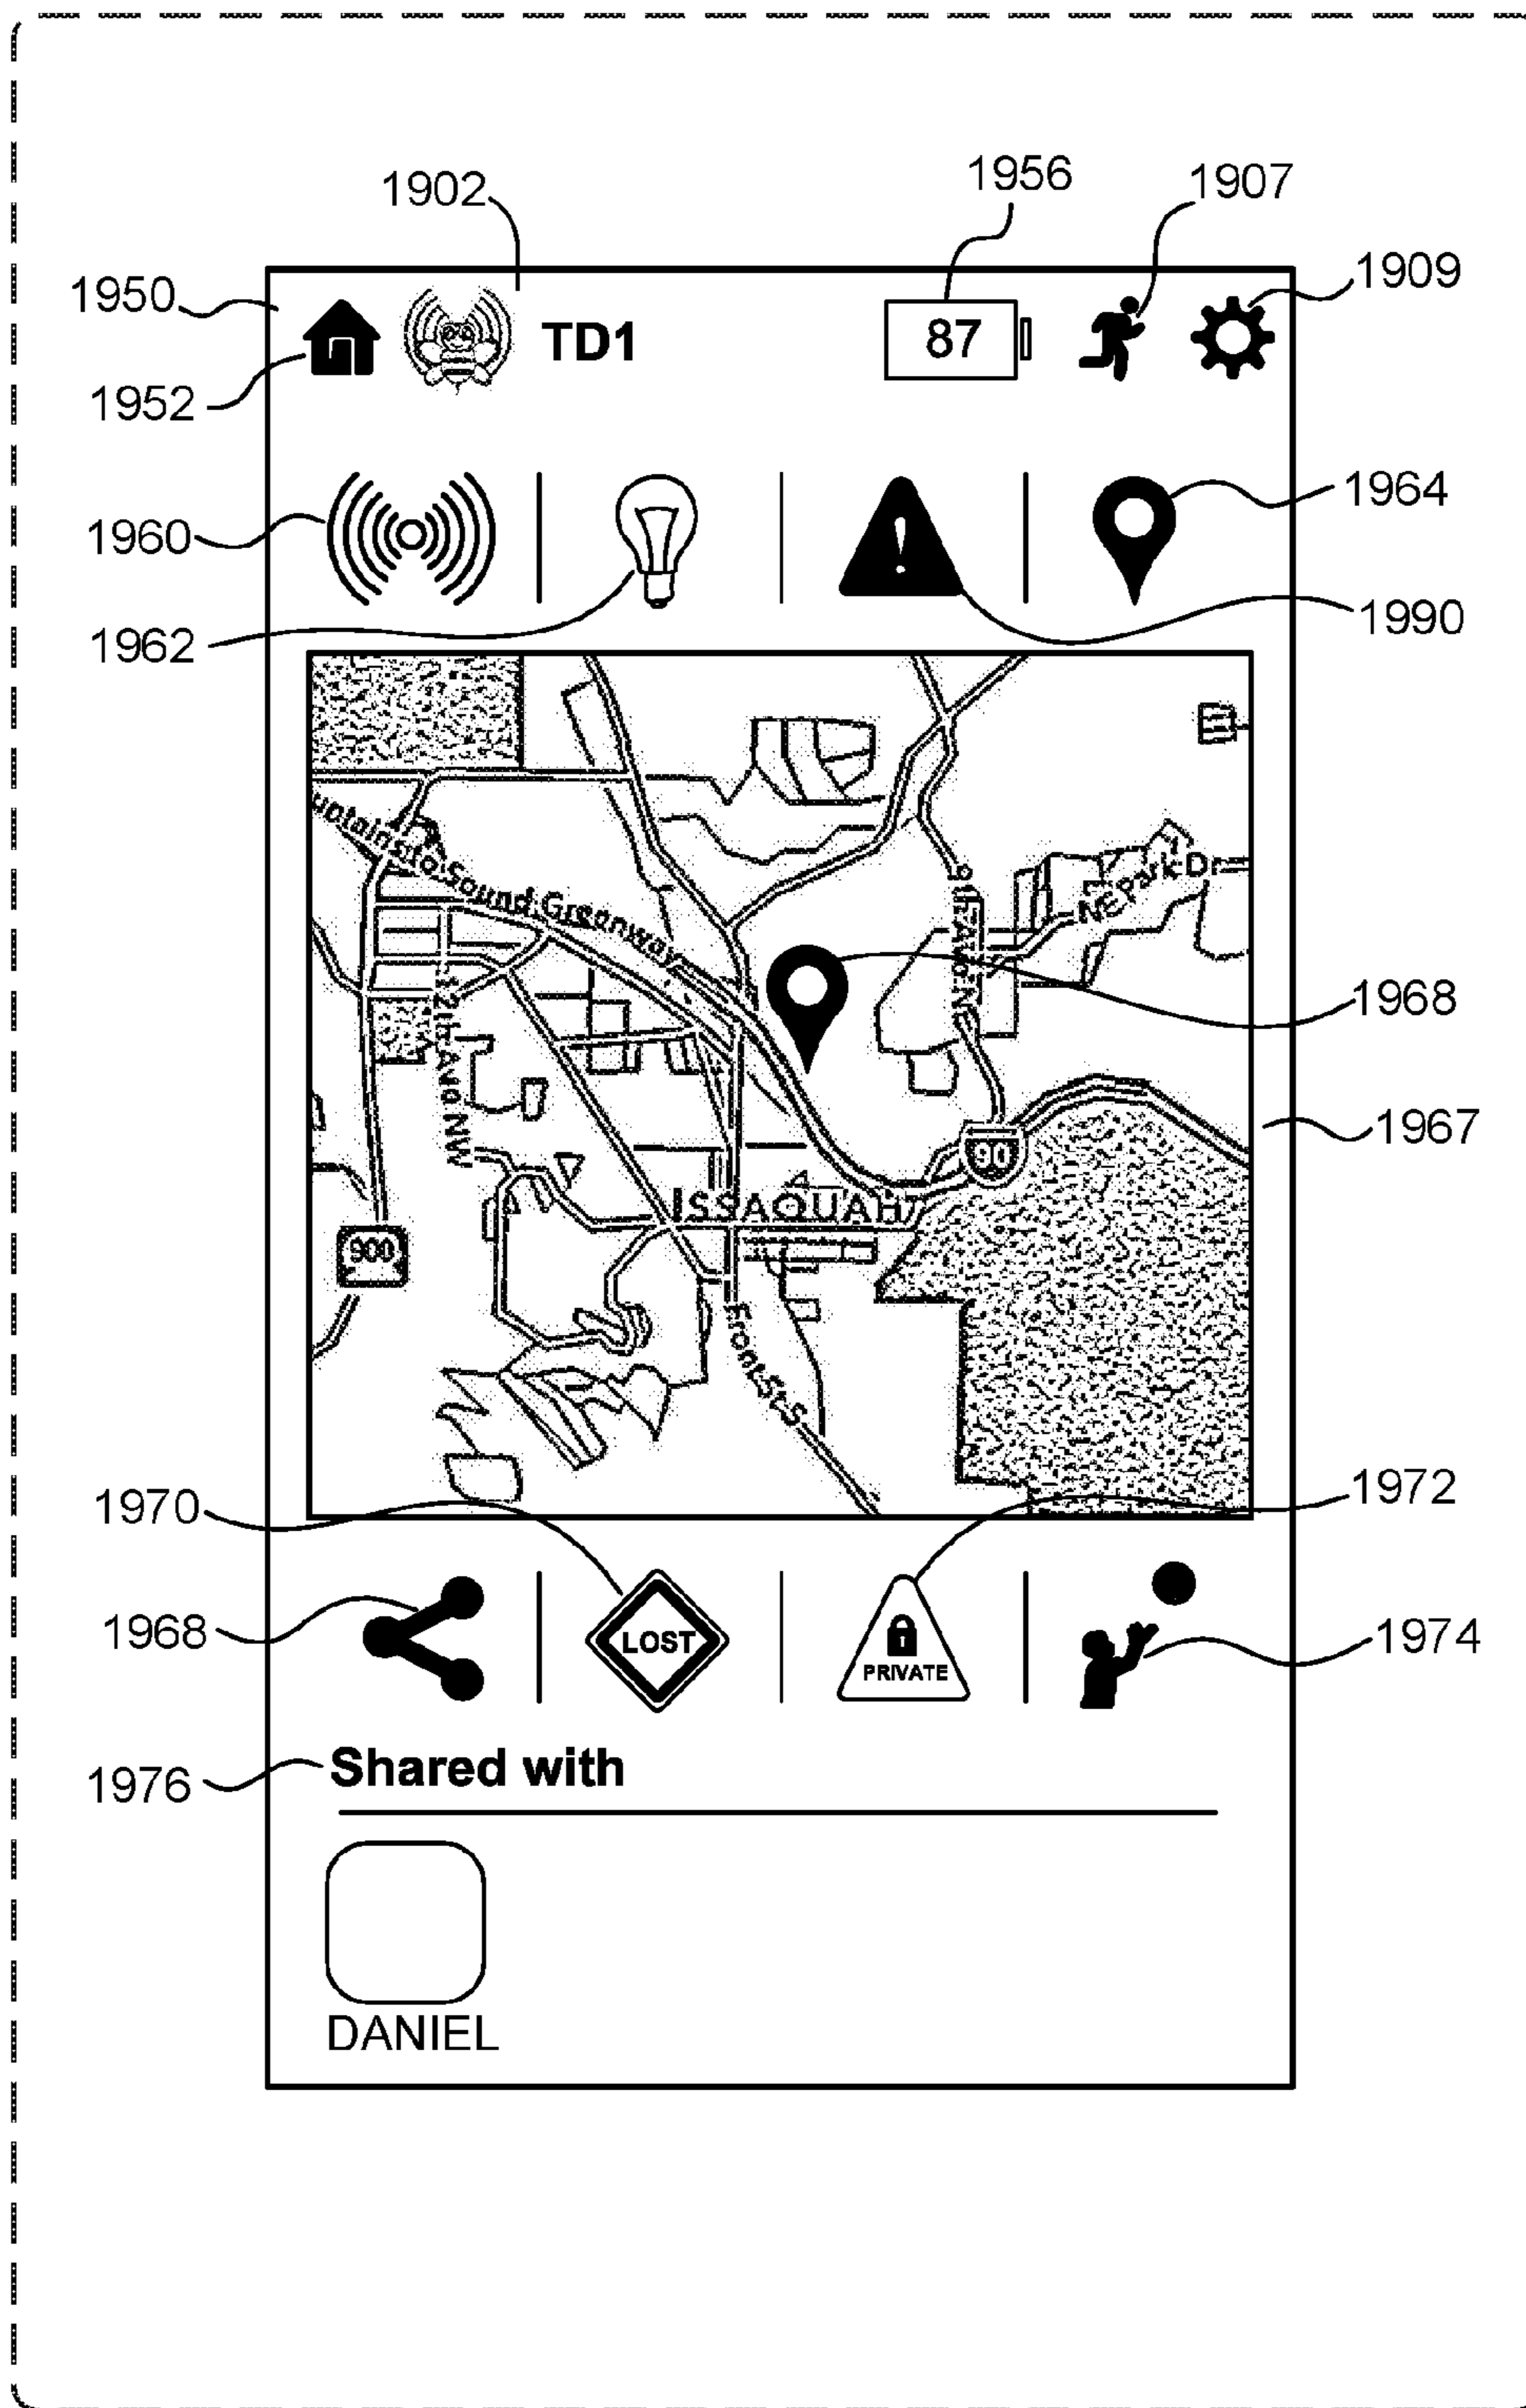 1956
1907
1902
1909
1950
TD1
87
1952
1964
1960
1990
1962
untains to Sound Greenway
9th Ave N
NE Park D
1968
12th Ave NW
1967
90
ISSAQUAH
900
Front St S
1972
1970
LOST
1968
PRIVATE
1974
Shared with
1976
DANIEL